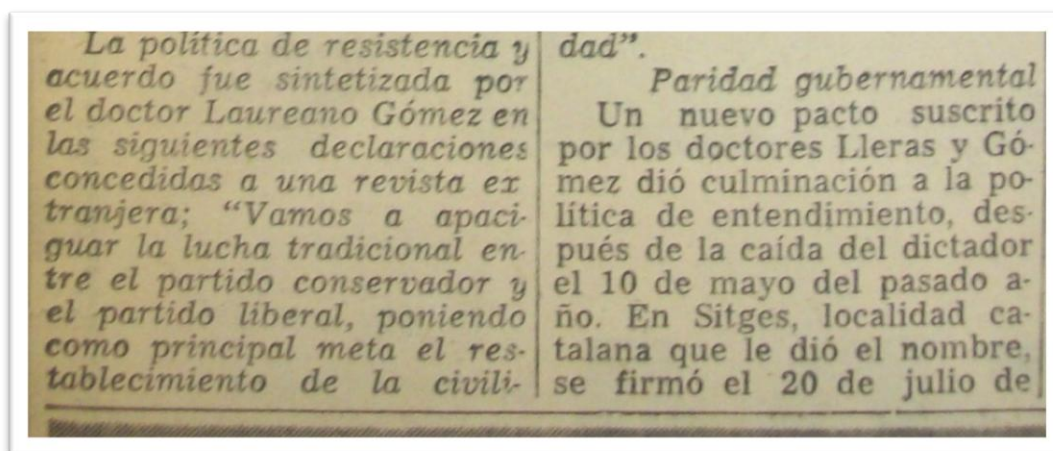 La política de resistencia y
acuerdo fue sintetizada por
el doctor Laureano Gómez en
las siguientes declaraciones
concedidas a una revista ex
tranjera; "Vamos a apaci-
guar la lucha tradicional en-
tre el partido conservador y
el partido liberal, poniendo
como principal meta el res-
tablecimiento de la civili-
dad".
Paridad gubernamental
Un nuevo pacto suscrito
por los doctores Lleras y Gó-
mez dió culminación a la po-
lítica de entendimiento, des-
pués de la caída del dictador
el 10 de mayo del pasado a-
ño. En Sitges, localidad ca-
talana que le dió el nombre,
se firmó el 20 de julio de